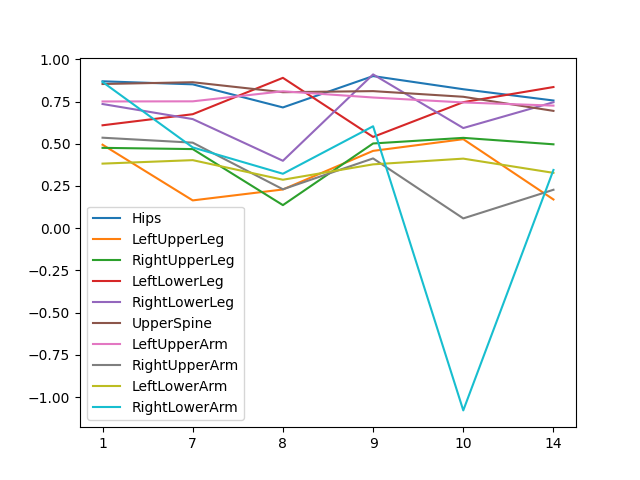 1.00
0.75
0.50
0.25
0.00
−0.25
−0.50
−0.75
−1.00
Hips
LeftUpperLeg
RightUpperLeg
LeftLowerLeg
RightLowerLeg
UpperSpine
LeftUpperArm
RightUpperArm
LeftLowerArm
RightLowerArm
1 7 8 9 10 14